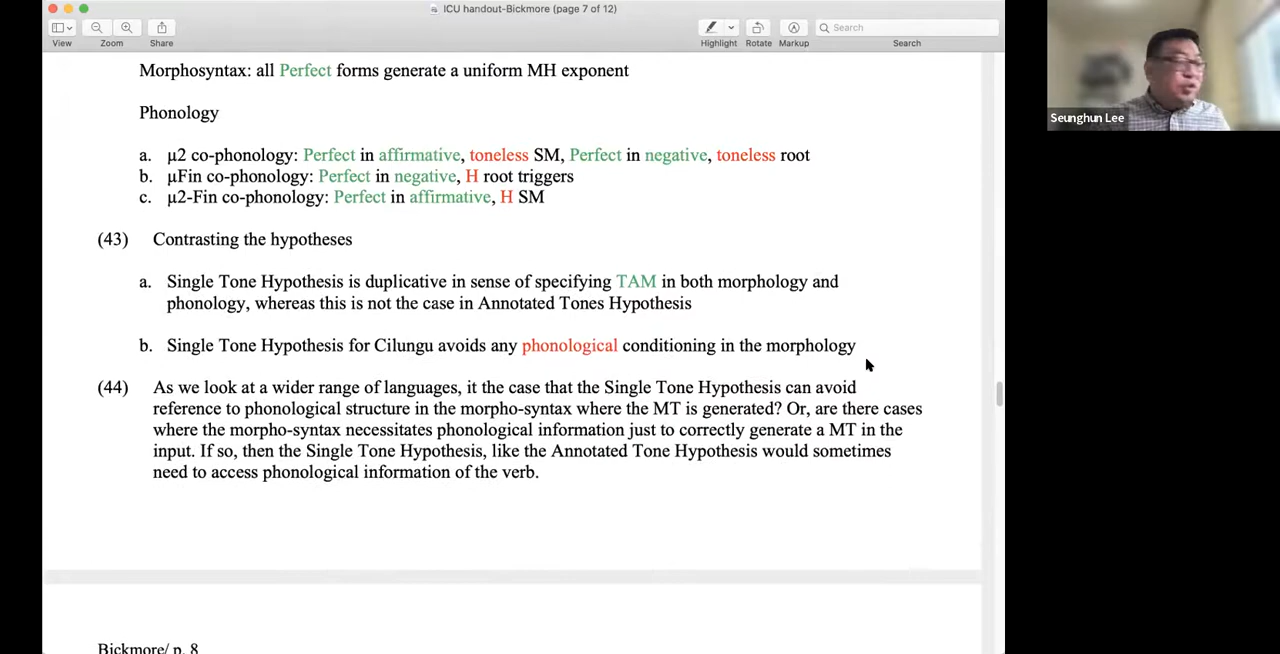 ICU handout-Bickmore (page 7 of 12)
View
Zoom
Share
Highlight
Rotate
Markup
Search
Search
Morphosyntax: all Perfect forms generate a uniform MH exponent
Phonology
a. μ2 co-phonology: Perfect in affirmative, toneless SM, Perfect in negative, toneless root
b. μFin co-phonology: Perfect in negative, H root triggers
c. μ2-Fin co-phonology: Perfect in affirmative, H SM
(43) Contrasting the hypotheses
a. Single Tone Hypothesis is duplicative in sense of specifying TAM in both morphology and
phonology, whereas this is not the case in Annotated Tones Hypothesis
b. Single Tone Hypothesis for Cilungu avoids any phonological conditioning in the morphology
(44) As we look at a wider range of languages, it the case that the Single Tone Hypothesis can avoid
reference to phonological structure in the morpho-syntax where the MT is generated? Or, are there cases
where the morpho-syntax necessitates phonological information just to correctly generate a MT in the
input. If so, then the Single Tone Hypothesis, like the Annotated Tone Hypothesis would sometimes
need to access phonological information of the verb.
Bickmore/ p. 8
Seunghun Lee